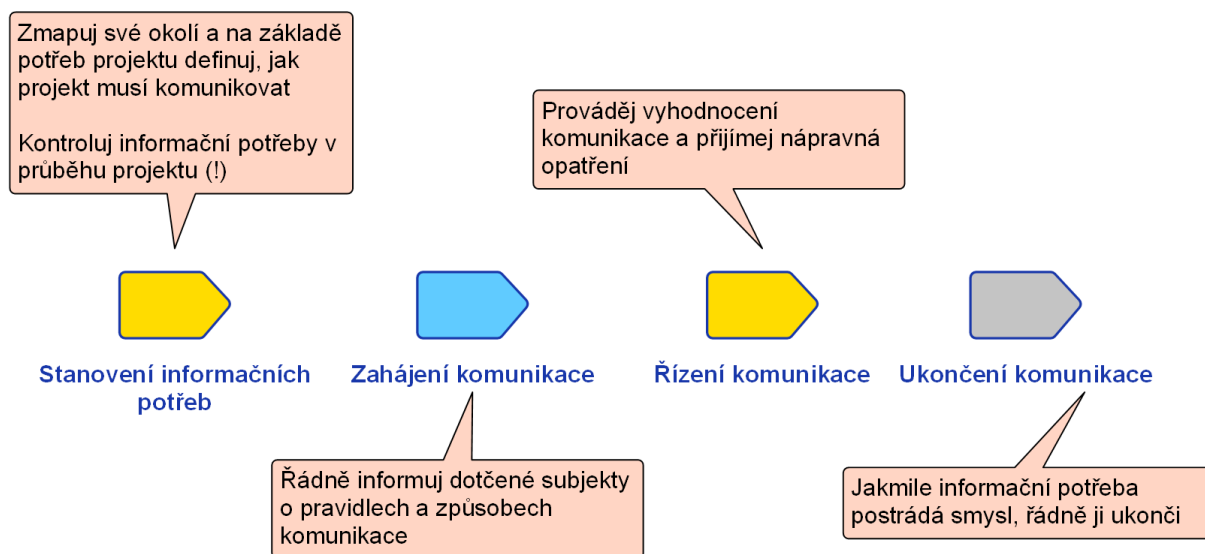 Zmapuj své okolí a na základě
potřeb projektu definuj, jak
projekt musí komunikovat
Kontroluj informační potřeby v
průběhu projektu (!)
Prováděj vyhodnocení
komunikace a přijímej nápravná
opatření
Stanovení informačních
potřeb
Zahájení komunikace
Řízení komunikace
Ukončení komunikace
Řádně informuj dotčené subjekty
o pravidlech a způsobech
komunikace
Jakmile informační potřeba
postrádá smysl, řádně ji ukonči